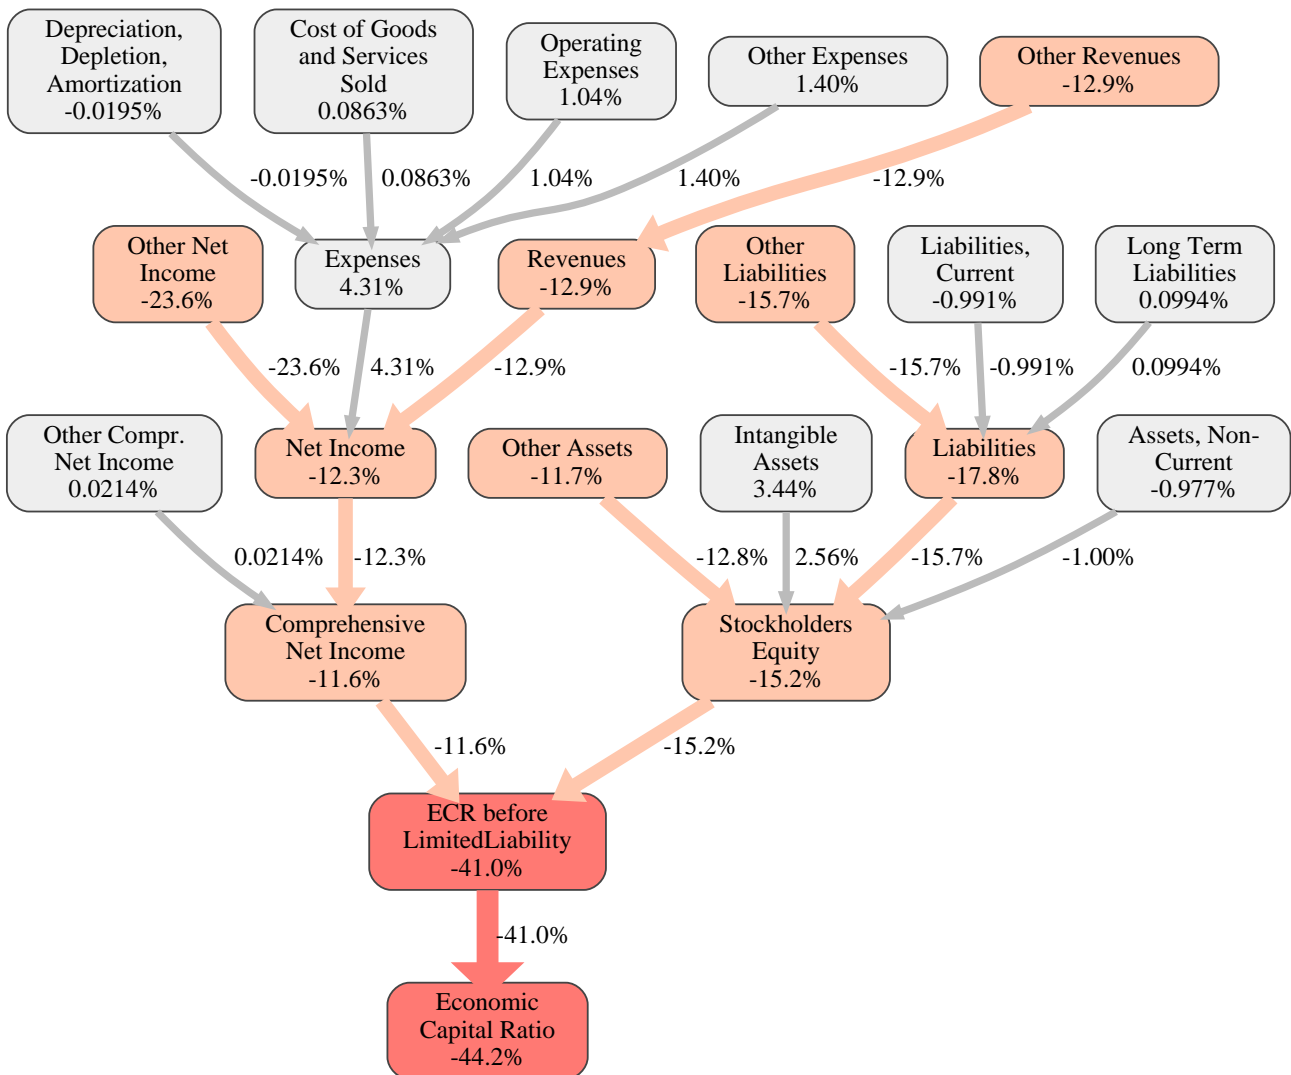 Depreciation,
Depletion,
Amortization
-0.0195%
Cost of Goods
and Services
Sold
0.0863%
Operating
Expenses
1.04%
Other Expenses
1.40%
Other Revenues
-12.9%
-0.0195%
0.0863%
1.04%
1.40%
-12.9%
Other Net
Income
-23.6%
Expenses
4.31%
Revenues
-12.9%
Other
Liabilities
-15.7%
Liabilities,
Current
-0.991%
Long Term
Liabilities
0.0994%
-23.6%
4.31%
-12.9%
-15.7%
-0.991%
0.0994%
Other Compr.
Net Income
0.0214%
Net Income
-12.3%
Other Assets
-11.7%
Intangible
Assets
3.44%
Liabilities
-17.8%
Assets, Non-
Current
-0.977%
0.0214%
-12.3%
-12.8%
2.56%
-15.7%
-1.00%
Comprehensive
Net Income
-11.6%
Stockholders
Equity
-15.2%
-11.6%
-15.2%
ECR before
LimitedLiability
-41.0%
-41.0%
Economic
Capital Ratio
-44.2%